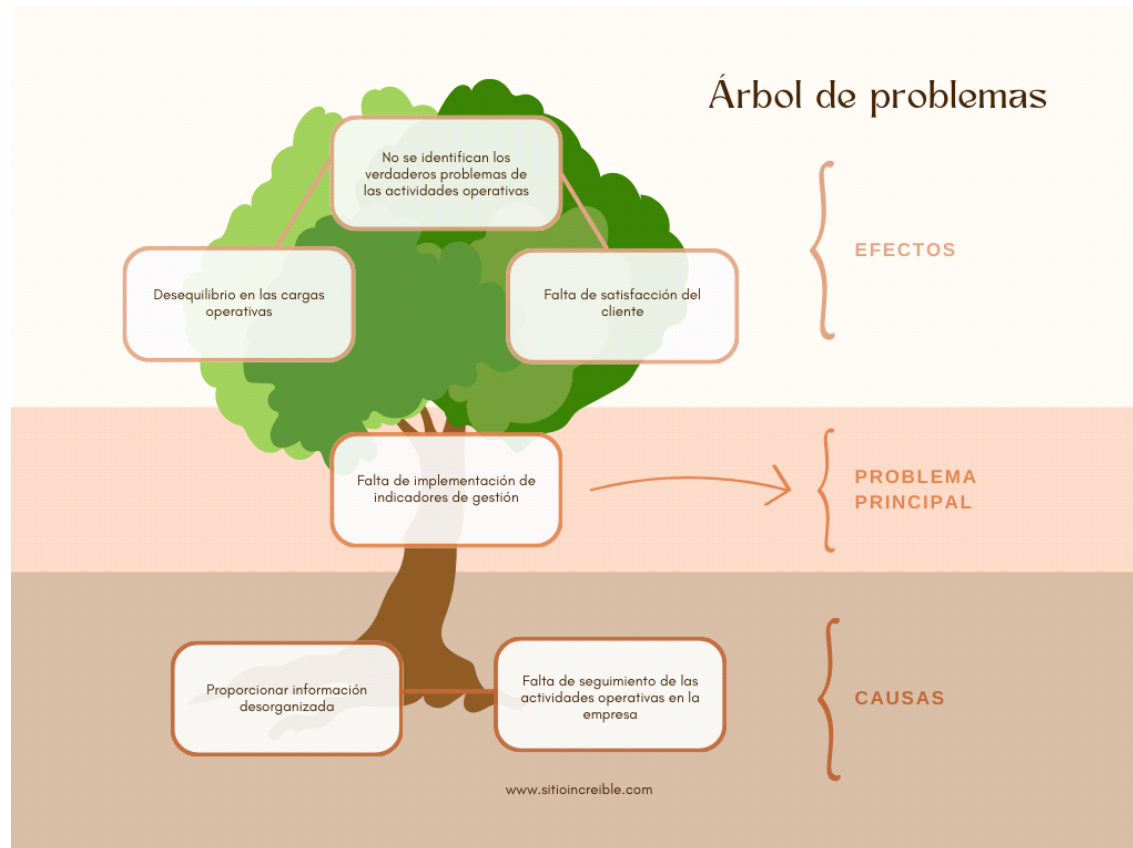 Árbol de problemas
No se identifican los
verdaderos problemas de
las actividades operativas
EFECTOS
Desequilibrio en las cargas
operativas
Falta de satisfacción del
cliente
Falta de implementación de
indicadores de gestión
PROBLEMA
PRINCIPAL
Proporcionar información
desorganizada
Falta de seguimiento de las
actividades operativas en la
empresa
CAUSAS
www.sitioincreible.com